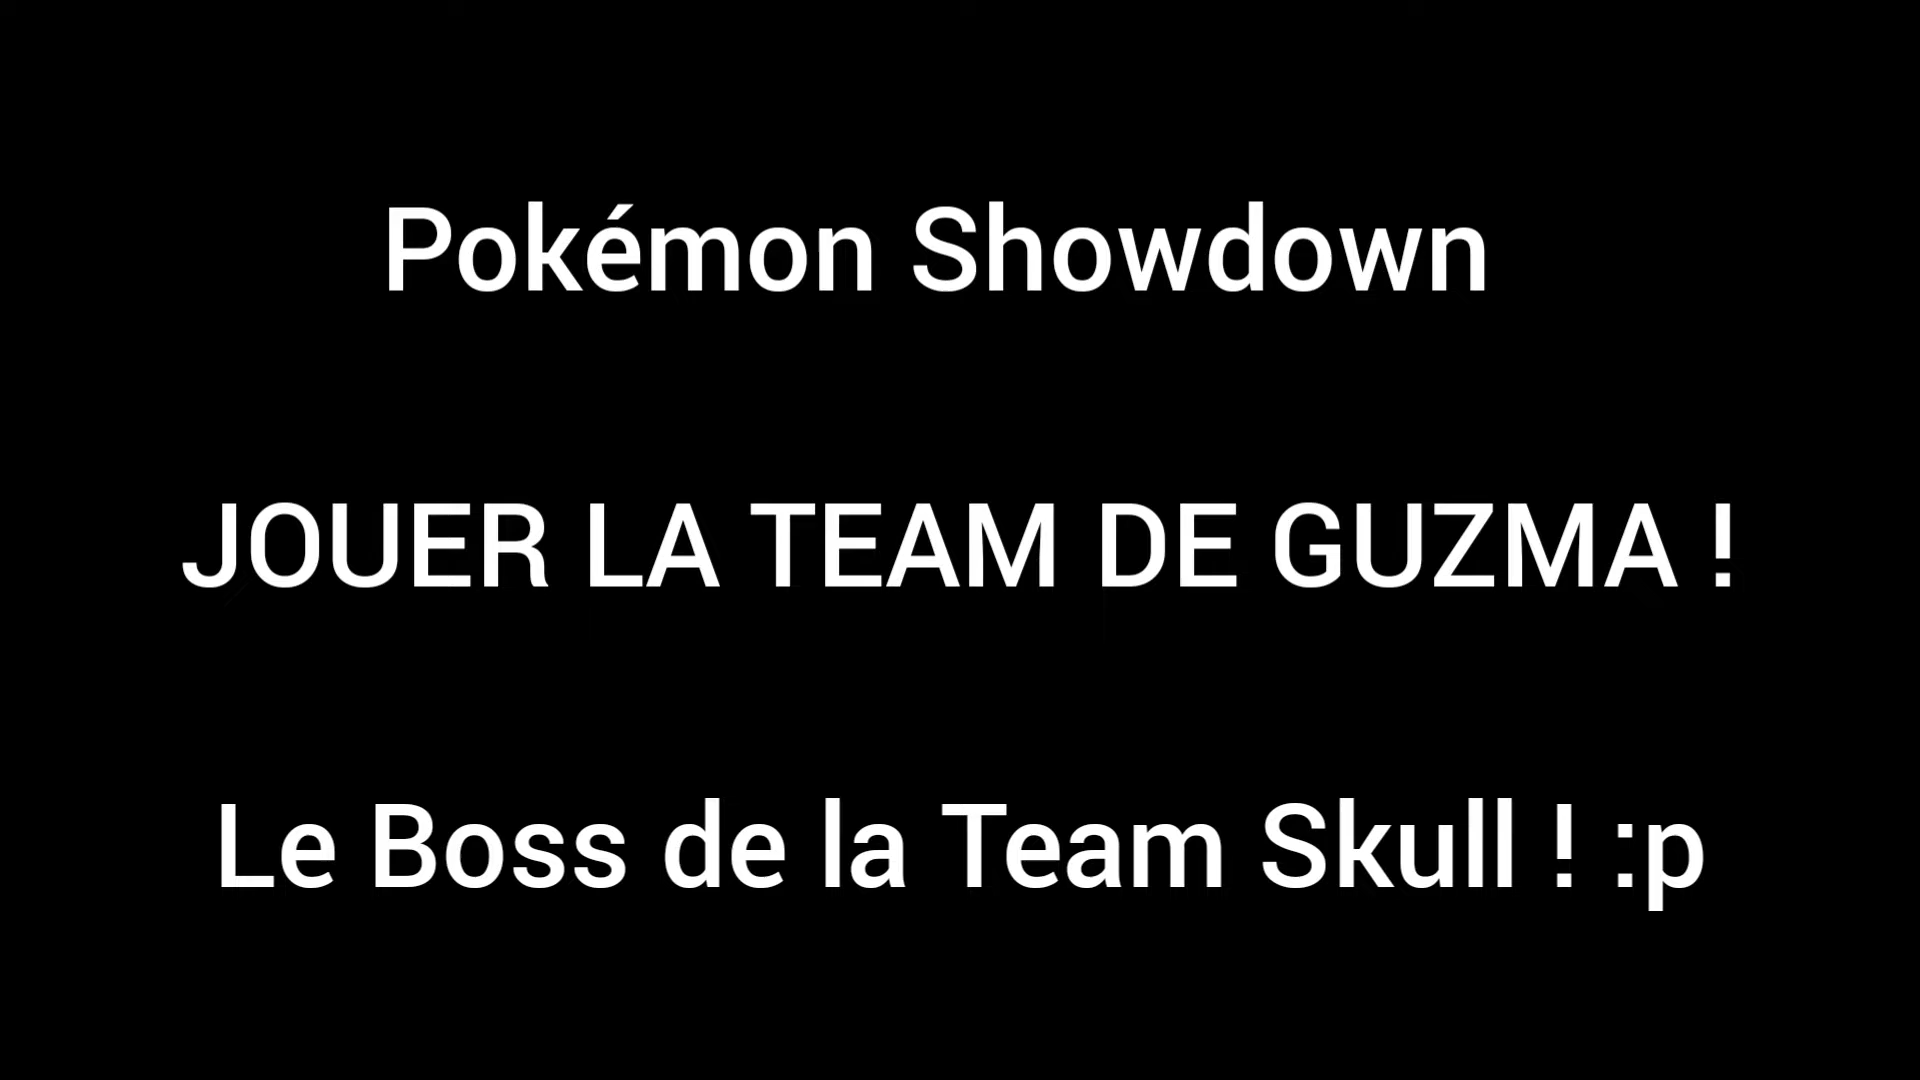 Pokémon Showdown
JOUER LA TEAM DE GUZMA !
Le Boss de la Team Skull ! :p